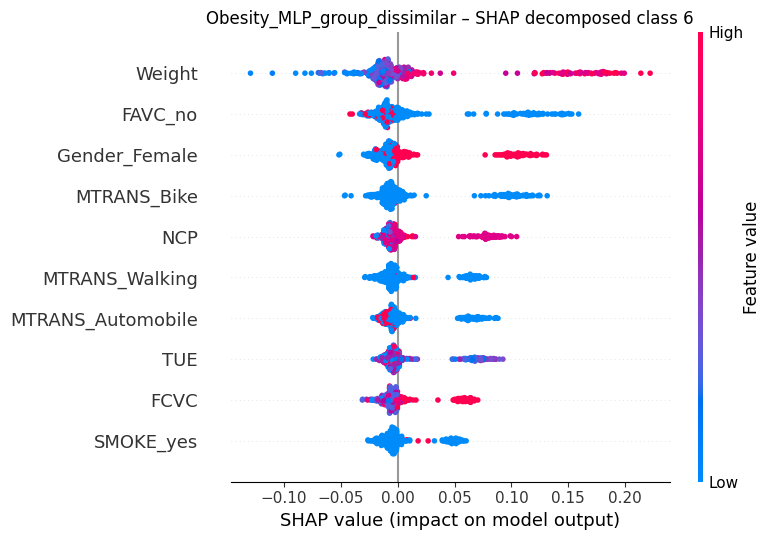 Obesity_MLP_group_dissimilar – SHAP decomposed class 6
High
Weight
FAVC_no
Gender_Female
MTRANS_Bike
NCP
MTRANS_Walking
MTRANS_Automobile
TUE
FCVC
SMOKE_yes
Feature value
Low
−0.10 −0.05 0.00 0.05 0.10 0.15 0.20
SHAP value (impact on model output)